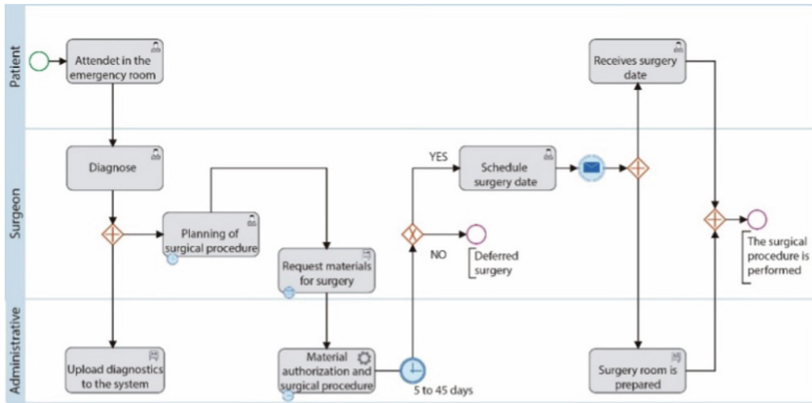 Patient
Attendet in the
emergency room
Receives surgery
date
Surgeon
Diagnose
Planning of
surgical procedure
Request materials
for surgery
YES
NO
Schedule
surgery date
Deferred
surgery
The surgical
procedure is
performed
Administrative
Upload diagnostics
to the system
Material
authorization and
surgical procedure
5 to 45 days
Surgery room is
prepared